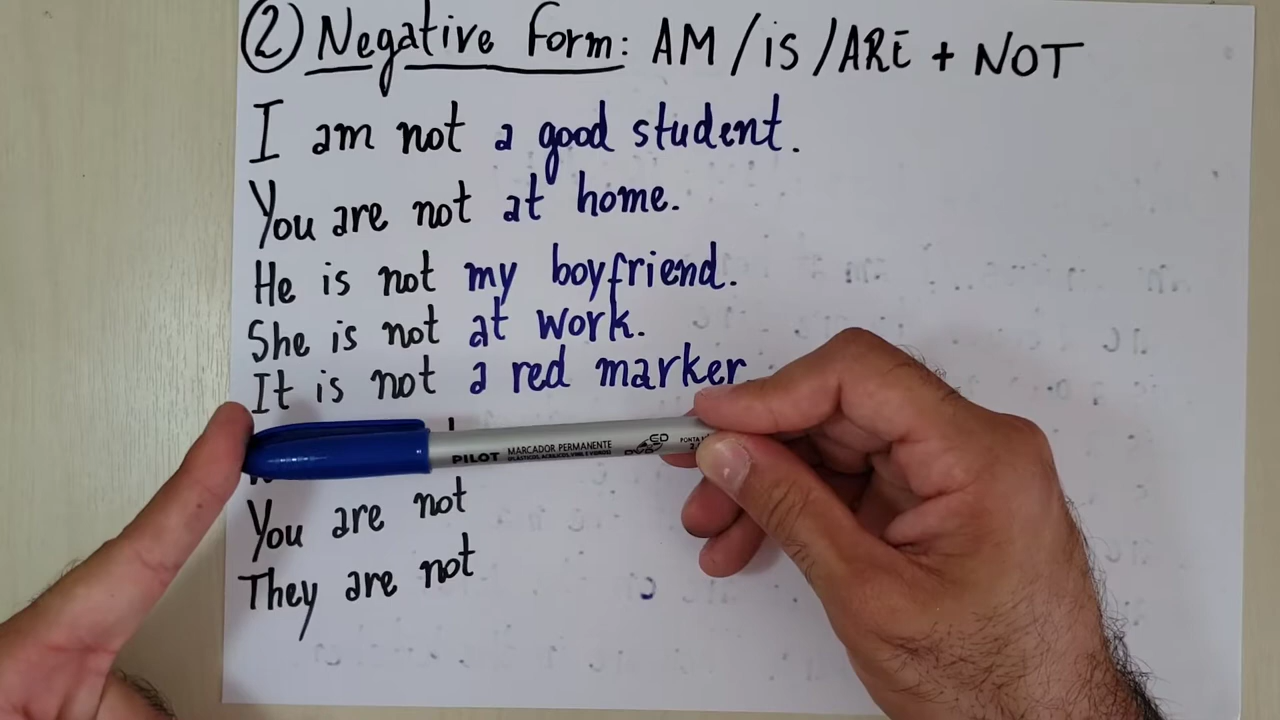 ② Negative Form: AM / iS / ARE + NOT
I am not a good student.
You are not at home.
He is not my boyfriend.
She is not at work.
It is not a red marker
PILOT MARCADOR PERMANENTE
You are not
They are not